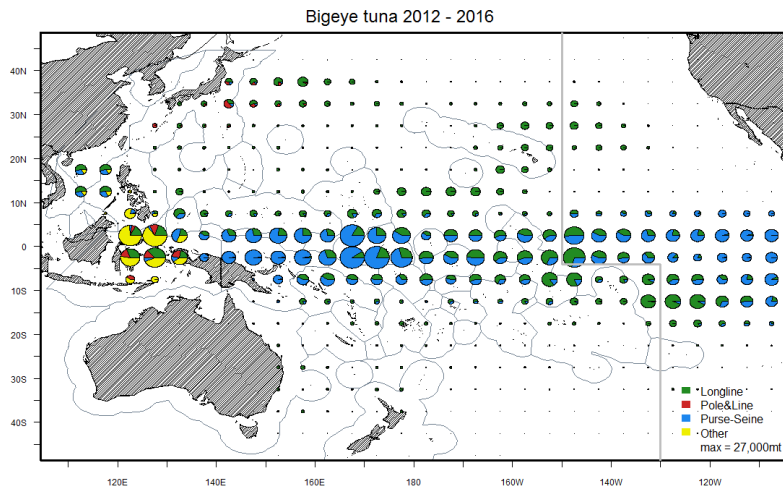 Bigeye tuna 2012 - 2016
40N
30N
20N
10N
0
10S
20S
30S
40S
Longline
Pole&Line
Purse-Seine
Other
max = 27,000mt
120E 140E 160E 180 160W 140W 120W